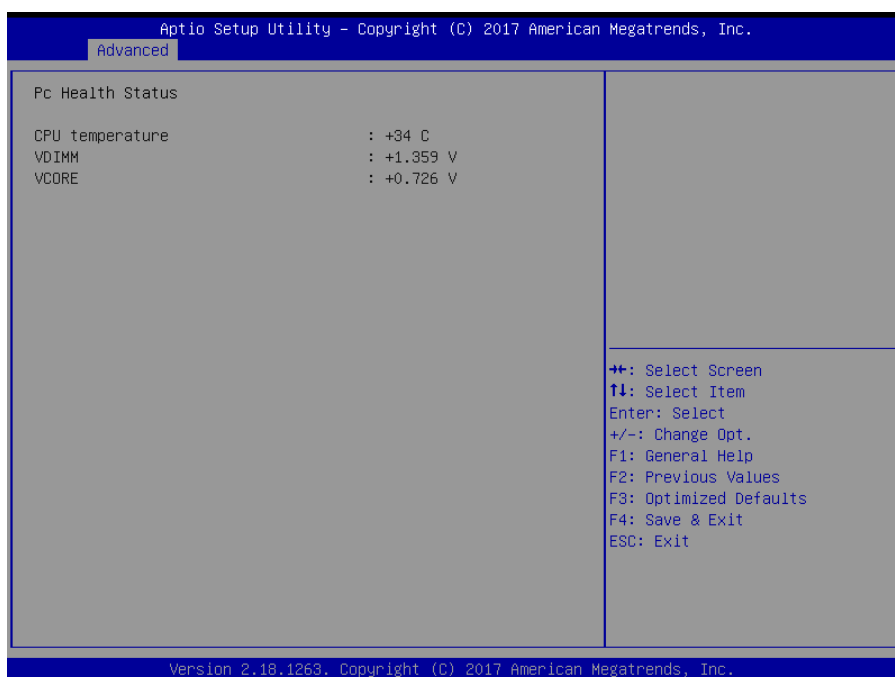 Aptio Setup Utility – Copyright (C) 2017 American Megatrends, Inc.
Advanced
Pc Health Status
CPU temperature : +34 C
VDIMM : +1.359 V
VCORE : +0.726 V
→←: Select Screen
↑↓: Select Item
Enter: Select
+/-: Change Opt.
F1: General Help
F2: Previous Values
F3: Optimized Defaults
F4: Save & Exit
ESC: Exit
Version 2.18.1263. Copyright (C) 2017 American Megatrends, Inc.